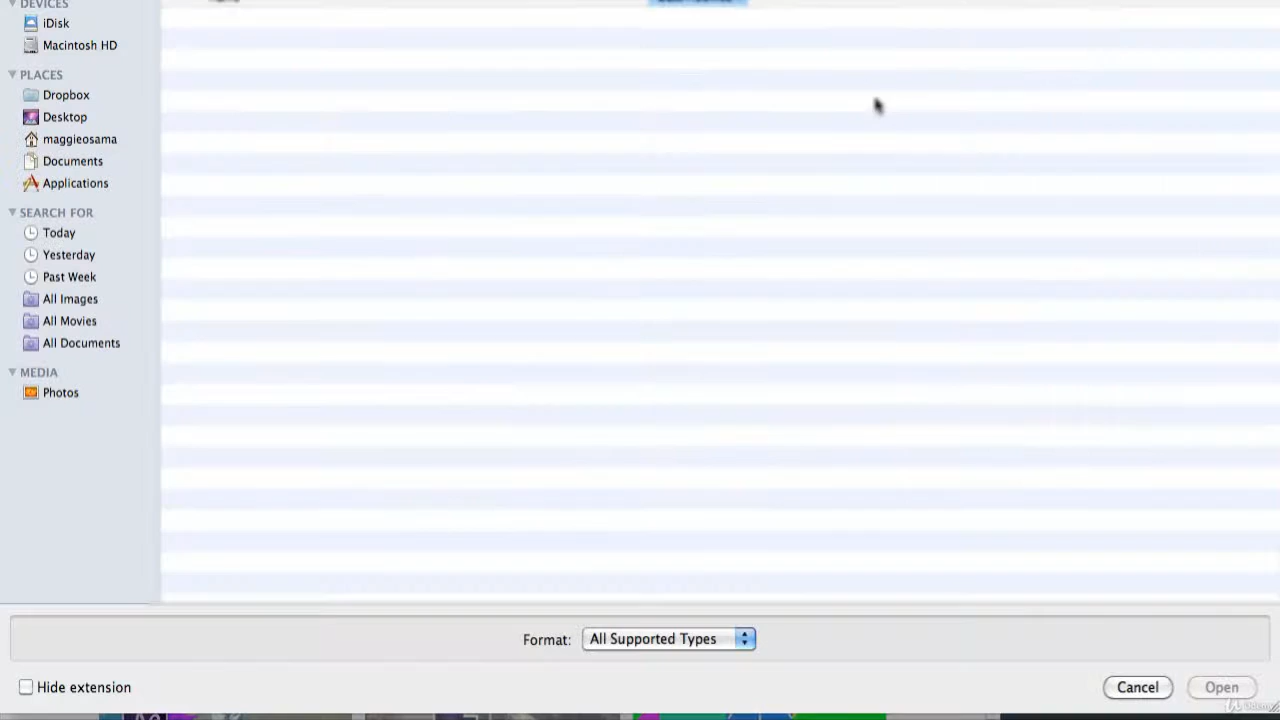 DEVICES
iDisk
Macintosh HD
PLACES
Dropbox
Desktop
maggieosama
Documents
Applications
SEARCH FOR
Today
Yesterday
Past Week
All Images
All Movies
All Documents
MEDIA
Photos
Format: All Supported Types
Hide extension
Cancel
Open
Udemy